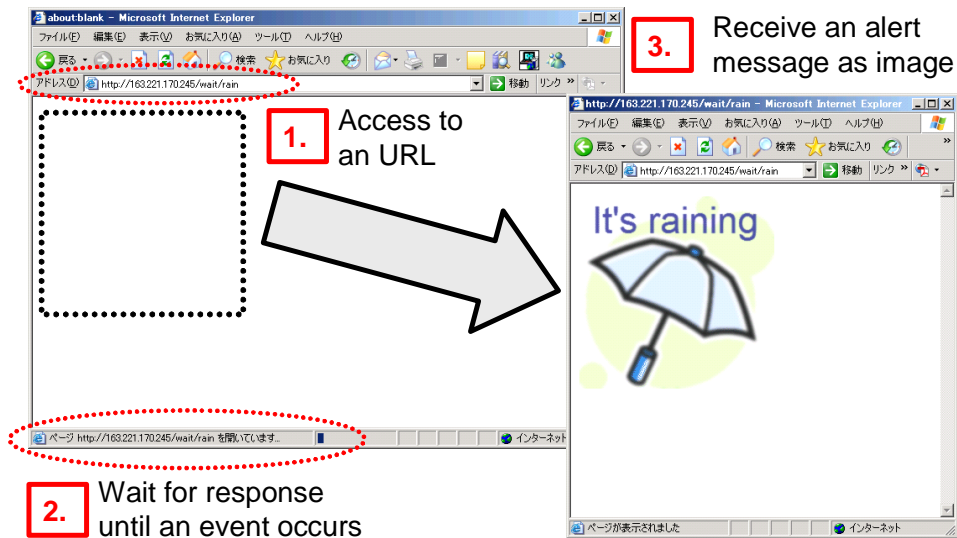 about:blank - Microsoft Internet Explorer
ファイル(F) 編集(E) 表示(V) お気に入り(A) ツール(T) ヘルプ(H)
戻る 検索 お気に入り
アドレス(D) http://163.221.170.245/wait/rain 移動 リンク »
1.
Access to
an URL
ページ http://163.221.170.245/wait/rain を開いています... インターネット
2.
Wait for response
until an event occurs
3.
Receive an alert
message as image
http://163.221.170.245/wait/rain - Microsoft Internet Explorer
ファイル(F) 編集(E) 表示(V) お気に入り(A) ツール(T) ヘルプ(H)
戻る 検索 お気に入り »
アドレス(D) http://163.221.170.245/wait/rain 移動 リンク »
It's raining
ページが表示されました インターネット